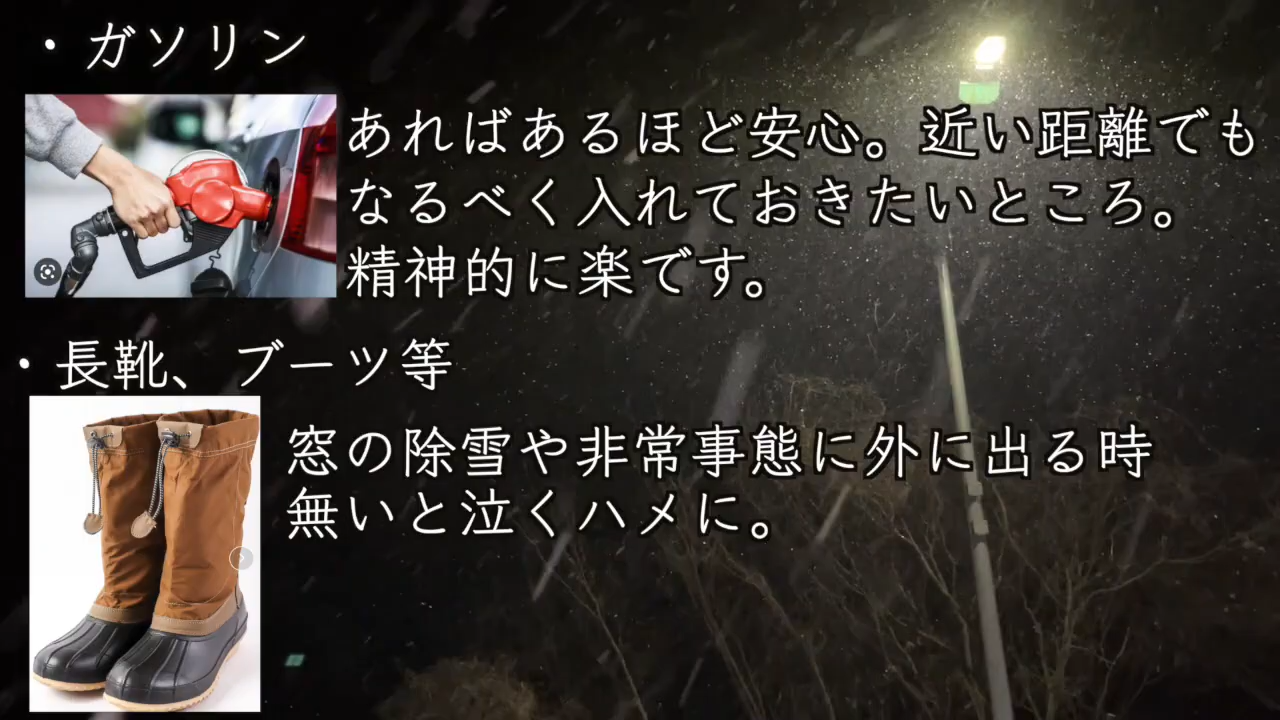 ・ガソリン
あればあるほど安心。近い距離でも
なるべく入れておきたいところ。
精神的に楽です。
・長靴、ブーツ等
窓の除雪や非常事態に外に出る時
無いと泣くハメに。